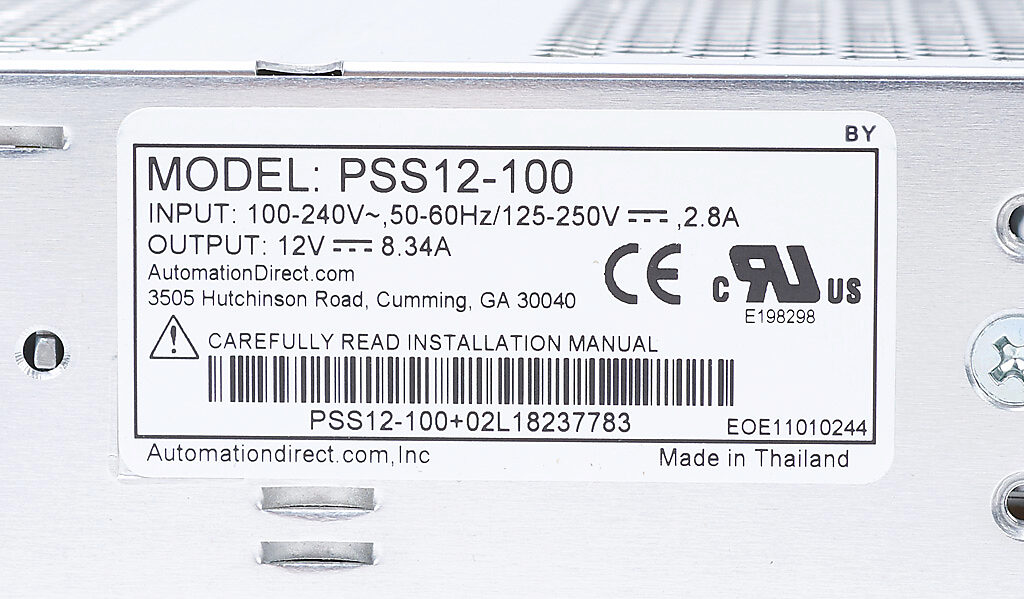 BY
MODEL: PSS12-100
INPUT: 100-240V~,50-60Hz/125-250V ⎓ ,2.8A
OUTPUT: 12V ⎓ 8.34A
AutomationDirect.com
3505 Hutchinson Road, Cumming, GA 30040
CE
c RU US
E198298
CAREFULLY READ INSTALLATION MANUAL
PSS12-100+02L18237783
EOE11010244
Automationdirect.com,Inc
Made in Thailand